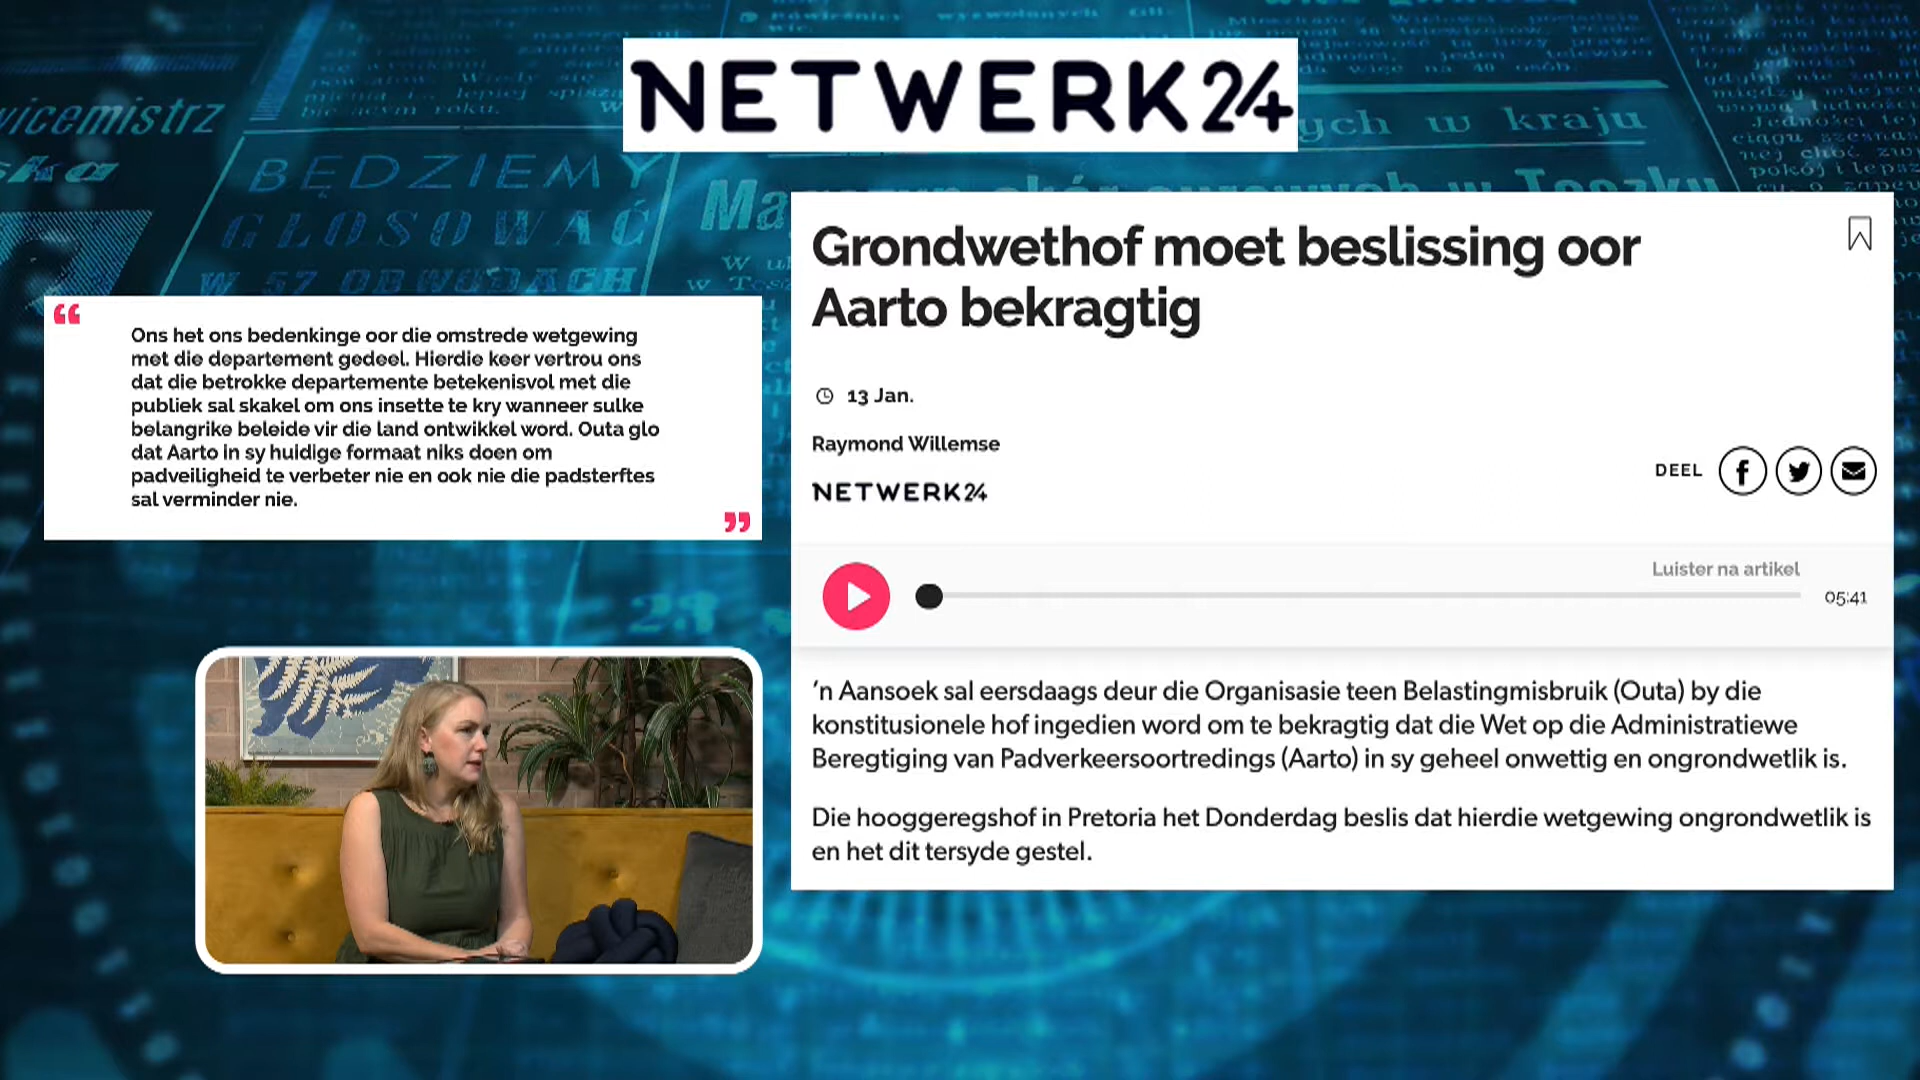 NETWERK24
vicemistrz
BĘDZIEMY
GŁOSOWAĆ
W 57 OBWODACH
ych w kraju
Grondwethof moet beslissing oor
Aarto bekragtig
13 Jan.
Raymond Willemse
NETWERK24
DEEL
Luister na artikel
05:41
'n Aansoek sal eersdaags deur die Organisasie teen Belastingmisbruik (Outa) by die
konstitusionele hof ingedien word om te bekragtig dat die Wet op die Administratiewe
Beregtiging van Padverkeersoortredings (Aarto) in sy geheel onwettig en ongrondwetlik is.
Die hooggeregshof in Pretoria het Donderdag beslis dat hierdie wetgewing ongrondwetlik is
en het dit tersyde gestel.
“
Ons het ons bedenkinge oor die omstrede wetgewing
met die departement gedeel. Hierdie keer vertrou ons
dat die betrokke departemente betekenisvol met die
publiek sal skakel om ons insette te kry wanneer sulke
belangrike beleide vir die land ontwikkel word. Outa glo
dat Aarto in sy huidige formaat niks doen om
padveiligheid te verbeter nie en ook nie die padsterftes
sal verminder nie.
”